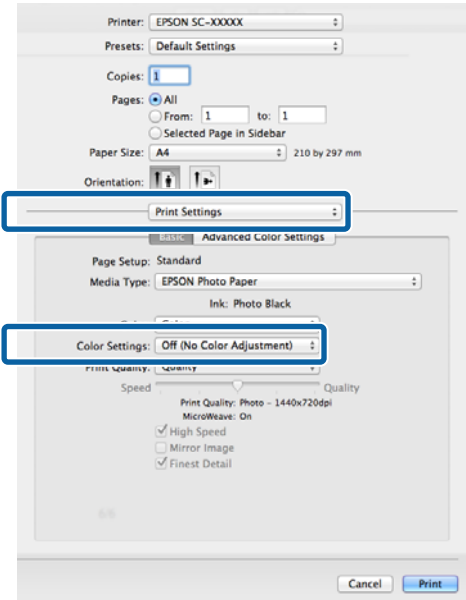 Printer: EPSON SC-XXXXX
Presets: Default Settings
Copies: 1
Pages: All
From: 1 to: 1
Selected Page in Sidebar
Paper Size: A4 210 by 297 mm
Orientation:
Print Settings
Basic Advanced Color Settings
Page Setup: Standard
Media Type: EPSON Photo Paper
Ink: Photo Black
Color Settings: Off (No Color Adjustment)
Print Quality: Quality
Speed Quality
Print Quality: Photo - 1440x720dpi
MicroWeave: On
High Speed
Mirror Image
Finest Detail
Cancel Print